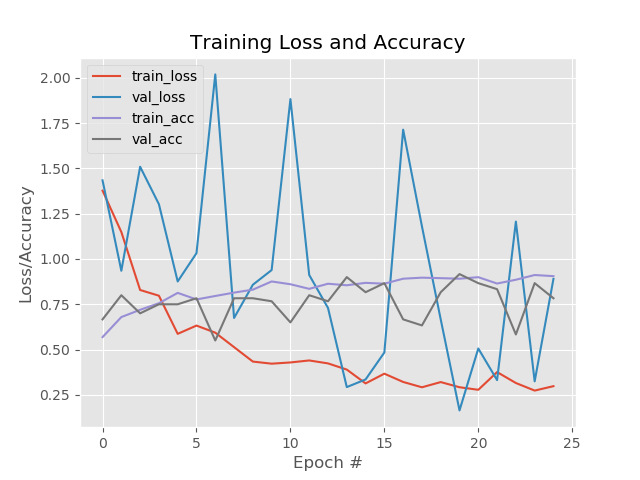 Training Loss and Accuracy
train_loss
val_loss
train_acc
val_acc
2.00
1.75
1.50
1.25
1.00
0.75
0.50
0.25
Loss/Accuracy
0 5 10 15 20 25
Epoch #